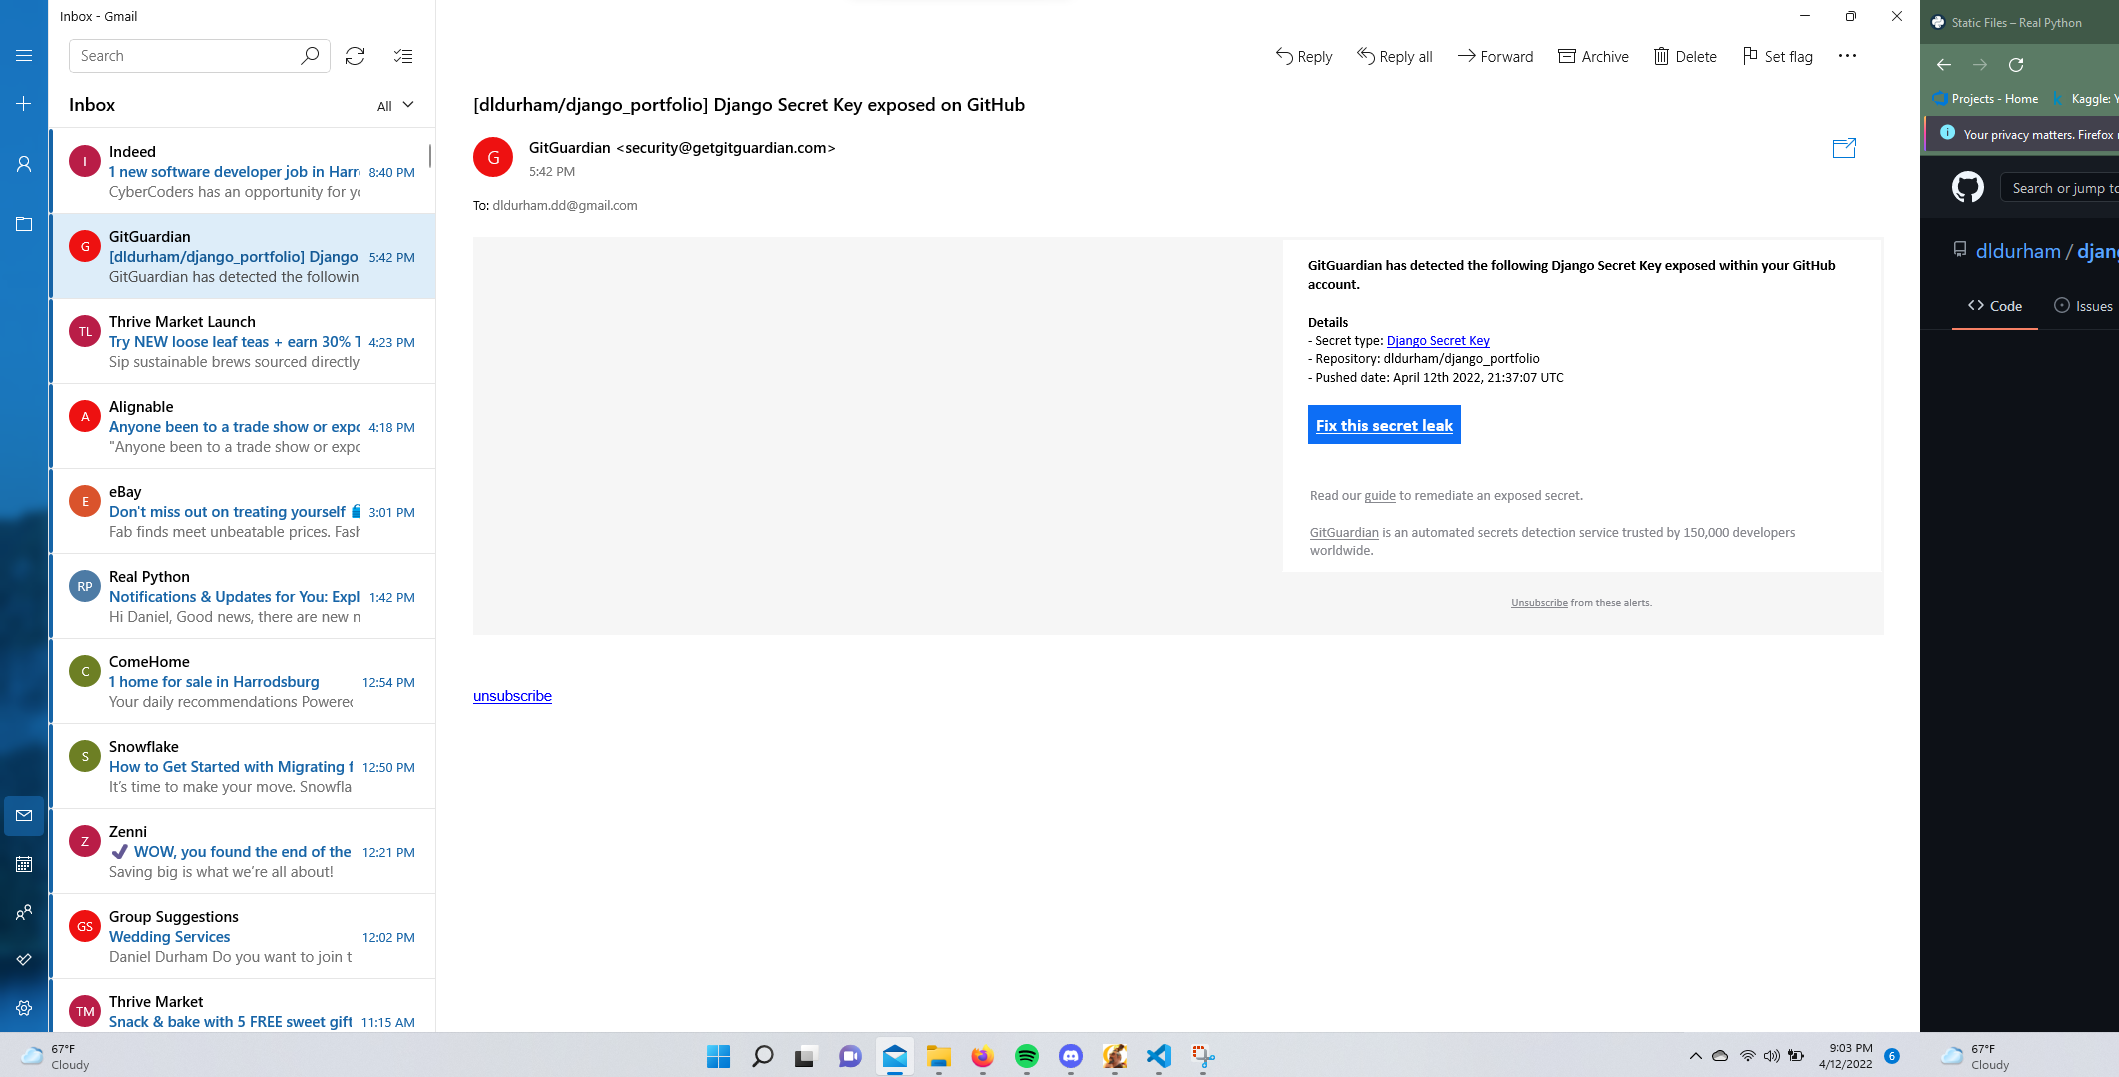 Inbox - Gmail
Search
Inbox
All
I
Indeed
1 new software developer job in Harr
8:40 PM
CyberCoders has an opportunity for yo
G
GitGuardian
[dldurham/django_portfolio] Django
5:42 PM
GitGuardian has detected the followin
TL
Thrive Market Launch
Try NEW loose leaf teas + earn 30% T
4:23 PM
Sip sustainable brews sourced directly
A
Alignable
Anyone been to a trade show or expo
4:18 PM
"Anyone been to a trade show or expo
E
eBay
Don't miss out on treating yourself
3:01 PM
Fab finds meet unbeatable prices. Fash
RP
Real Python
Notifications & Updates for You: Expl
1:42 PM
Hi Daniel, Good news, there are new n
C
ComeHome
1 home for sale in Harrodsburg
12:54 PM
Your daily recommendations Powered
S
Snowflake
How to Get Started with Migrating f
12:50 PM
It's time to make your move. Snowfla
Z
Zenni
✔ WOW, you found the end of the
12:21 PM
Saving big is what we're all about!
GS
Group Suggestions
Wedding Services
12:02 PM
Daniel Durham Do you want to join t
TM
Thrive Market
Snack & bake with 5 FREE sweet gift
11:15 AM
Reply
Reply all
Forward
Archive
Delete
Set flag
[dldurham/django_portfolio] Django Secret Key exposed on GitHub
G
GitGuardian <security@getgitguardian.com>
5:42 PM
To: dldurham.dd@gmail.com
GitGuardian has detected the following Django Secret Key exposed within your GitHub
account.
Details
- Secret type: Django Secret Key
- Repository: dldurham/django_portfolio
- Pushed date: April 12th 2022, 21:37:07 UTC
Fix this secret leak
Read our guide to remediate an exposed secret.
GitGuardian is an automated secrets detection service trusted by 150,000 developers
worldwide.
Unsubscribe from these alerts.
unsubscribe
Static Files – Real Python
Projects - Home
Kaggle: Y
Your privacy matters. Firefox
Search or jump to
dldurham / djang
Code
Issues
67°F
Cloudy
9:03 PM
4/12/2022
6
67°F
Cloudy